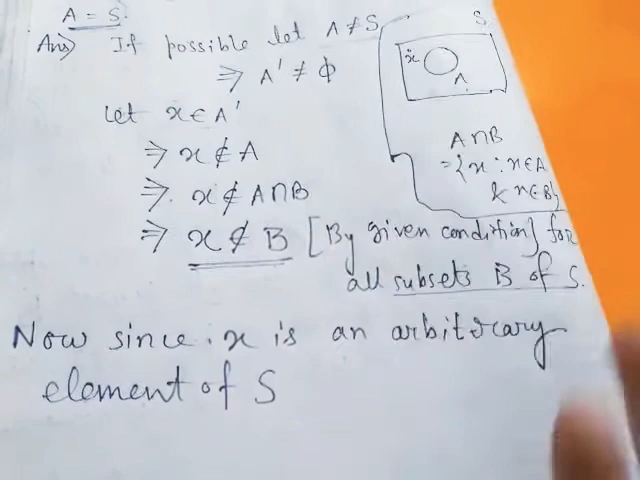 A = S.
Ans) If possible let A ≠ S
⇒ A' ≠ ϕ
Let x ∈ A'
⇒ x ∉ A
⇒ x ∉ A∩B
⇒ x ∉ B [By given condition] for
all subsets B of S.
Now since x is an arbitrary
element of S
S
x
A
A∩B
= {x : x∈A
& x∈B}